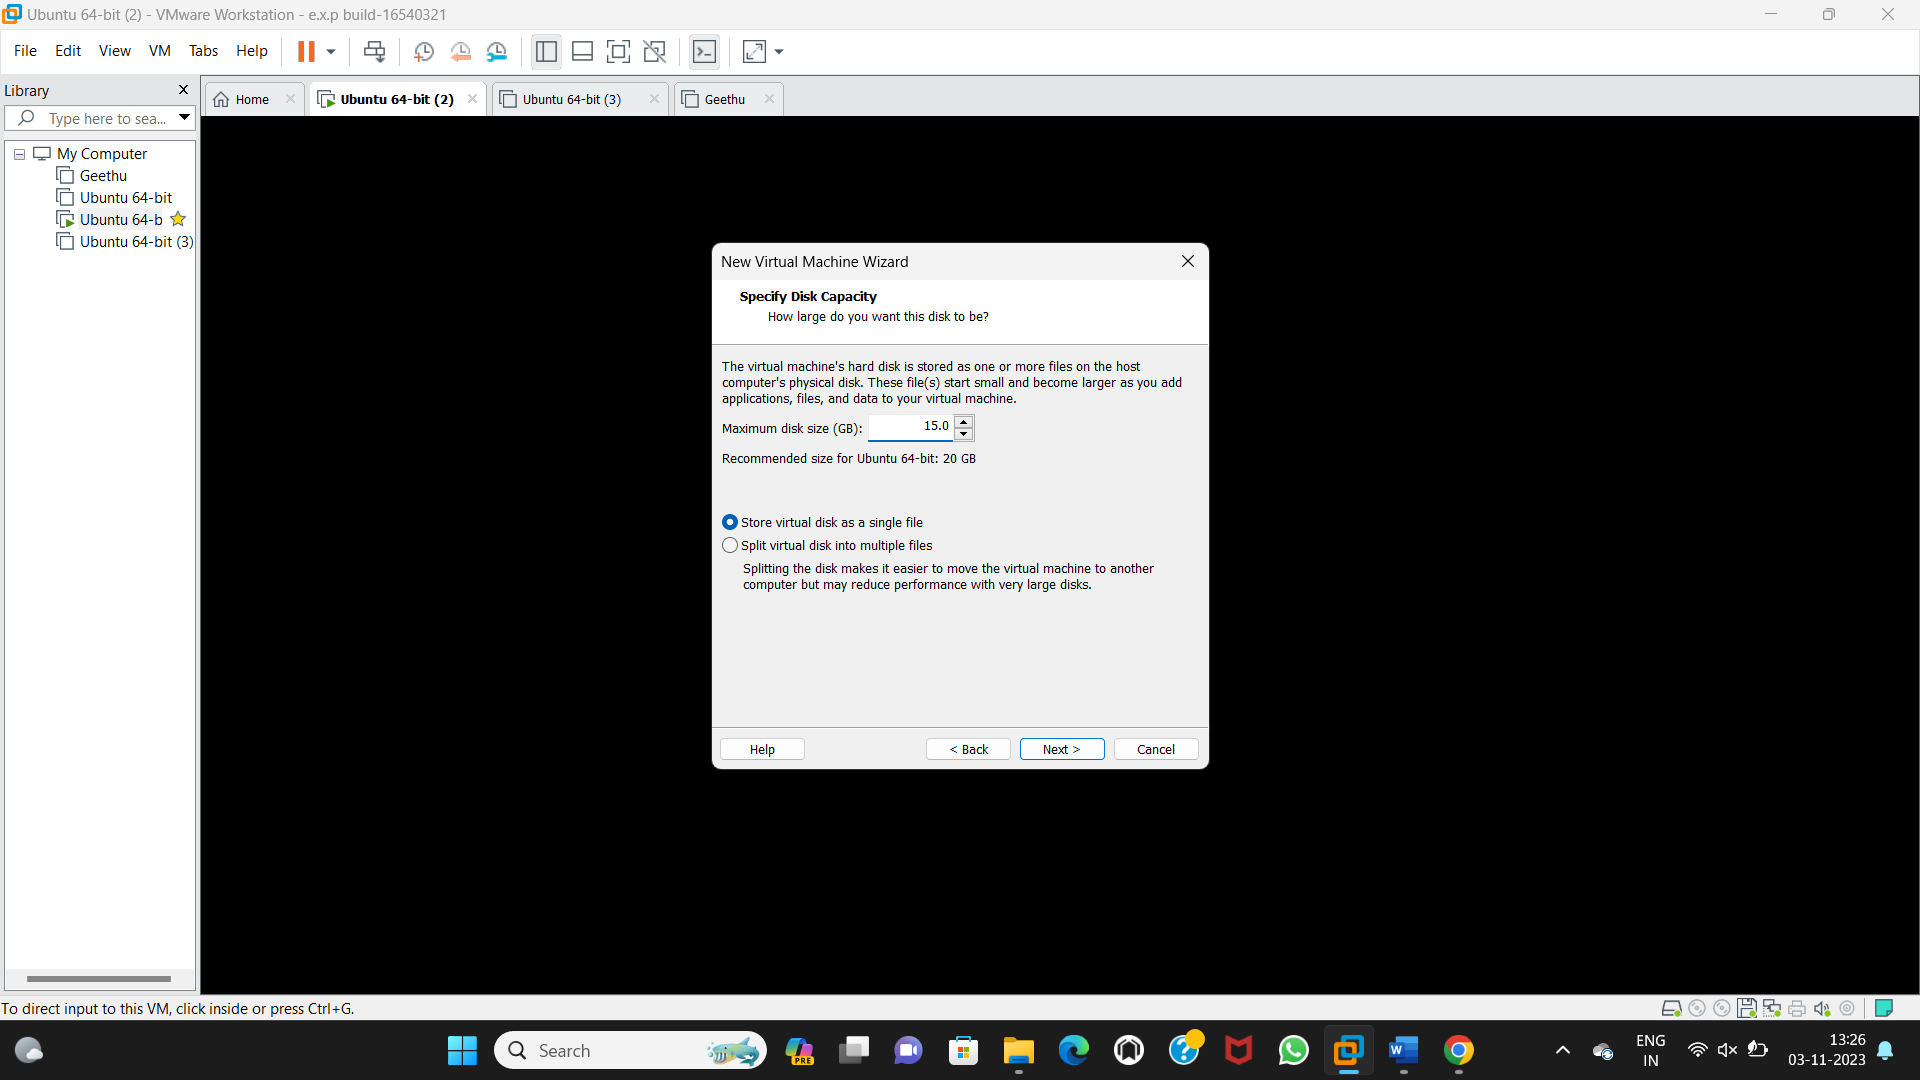 Ubuntu 64-bit (2) - VMware Workstation - e.x.p build-16540321
File Edit View VM Tabs Help
Library
Home
Ubuntu 64-bit (2)
Ubuntu 64-bit (3)
Geethu
Type here to sea...
My Computer
Geethu
Ubuntu 64-bit
Ubuntu 64-b
Ubuntu 64-bit (3)
New Virtual Machine Wizard
Specify Disk Capacity
How large do you want this disk to be?
The virtual machine's hard disk is stored as one or more files on the host
computer's physical disk. These file(s) start small and become larger as you add
applications, files, and data to your virtual machine.
Maximum disk size (GB): 15.0
Recommended size for Ubuntu 64-bit: 20 GB
Store virtual disk as a single file
Split virtual disk into multiple files
Splitting the disk makes it easier to move the virtual machine to another
computer but may reduce performance with very large disks.
Help < Back Next > Cancel
To direct input to this VM, click inside or press Ctrl+G.
Search
PRE
ENG
IN
13:26
03-11-2023